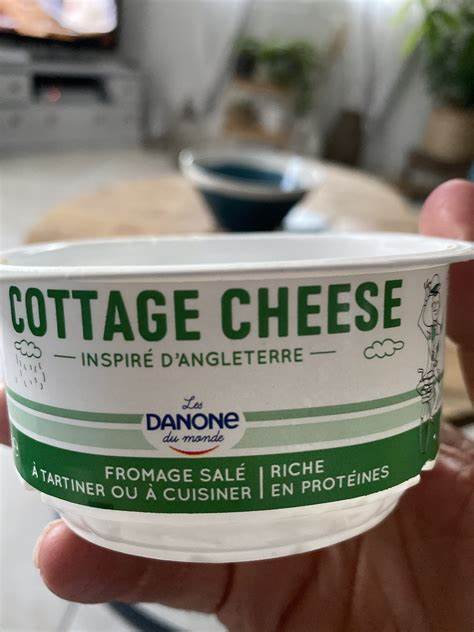 COTTAGE CHEESE
INSPIRÉ D'ANGLETERRE
Les
DANONE
du monde
FROMAGE SALÉ
À TARTINER OU À CUISINER
RICHE
EN PROTÉINES